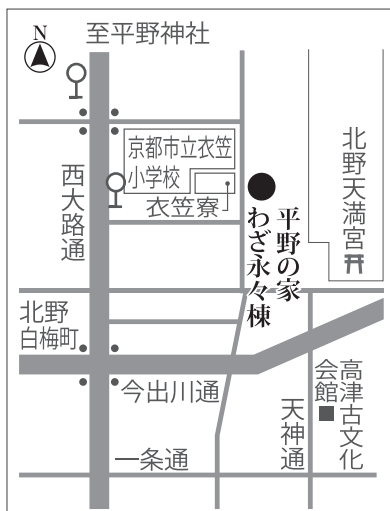 N
至平野神社
京都市立衣笠
小学校
衣笠寮
西大路通
北野天満宮
平野の家
わざ永々棟
北野
白梅町
今出川通
天神通
高津古文化
会館
一条通